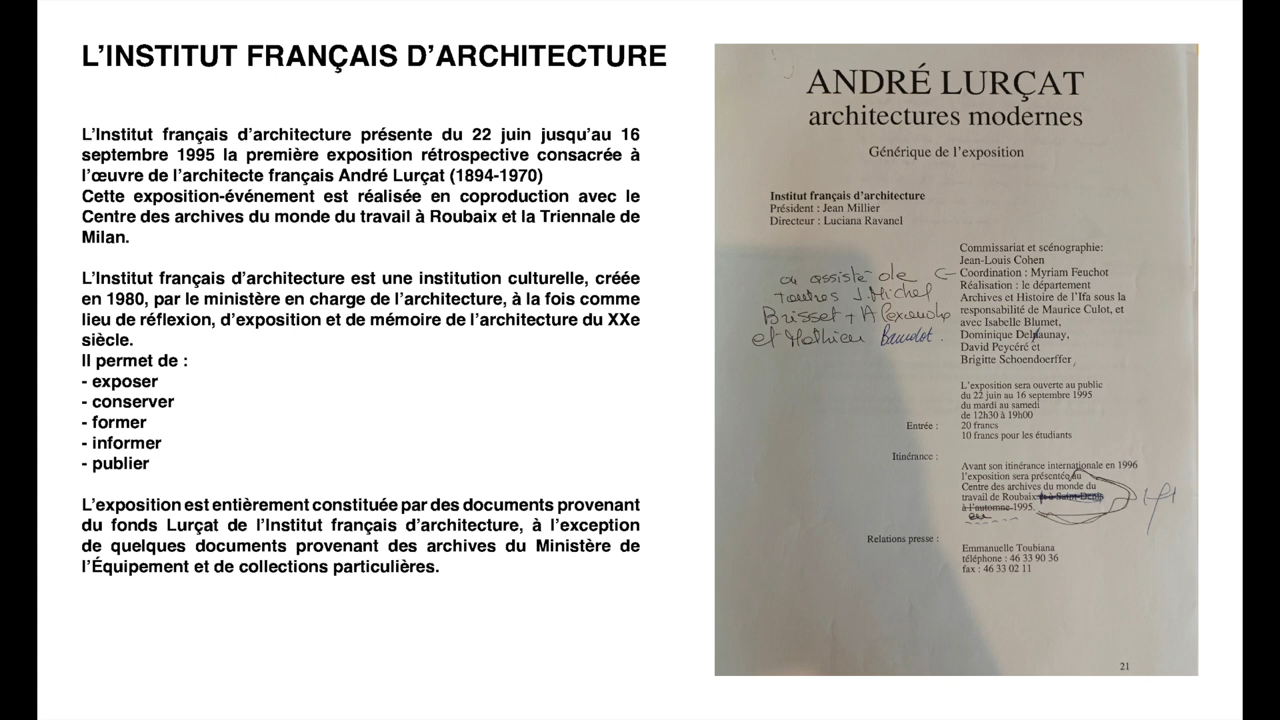 L'INSTITUT FRANÇAIS D'ARCHITECTURE
L'Institut français d'architecture présente du 22 juin jusqu'au 16
septembre 1995 la première exposition rétrospective consacrée à
l'œuvre de l'architecte français André Lurçat (1894-1970)
Cette exposition-événement est réalisée en coproduction avec le
Centre des archives du monde du travail à Roubaix et la Triennale de
Milan.
L'Institut français d'architecture est une institution culturelle, créée
en 1980, par le ministère en charge de l'architecture, à la fois comme
lieu de réflexion, d'exposition et de mémoire de l'architecture du XXe
siècle.
Il permet de :
- exposer
- conserver
- former
- informer
- publier
L'exposition est entièrement constituée par des documents provenant
du fonds Lurçat de l'Institut français d'architecture, à l'exception
de quelques documents provenant des archives du Ministère de
l'Équipement et de collections particulières.
ANDRÉ LURÇAT
architectures modernes
Générique de l'exposition
Institut français d'architecture
Président : Jean Millier
Directeur : Luciana Ravanel
Commissariat et scénographie:
Jean-Louis Cohen
Coordination : Myriam Feuchot
Réalisation : le département
Archives et Histoire de l'Ifa sous la
responsabilité de Maurice Culot, et
avec Isabelle Blumet,
Dominique Delaunay,
David Peycéré et
Brigitte Schoendoerffer,
assisté de
J. Michel
Brisset + Alexandre
et Mathieu
L'exposition sera ouverte au public
du 22 juin au 16 septembre 1995
du mardi au samedi
de 12h30 à 19h00
Entrée : 20 francs
10 francs pour les étudiants
Itinérance :
Avant son itinérance internationale en 1996
l'exposition sera présentée au
Centre des archives du monde du
travail de Roubaix et à Saint-Denis
à l'automne 1995.
en
Relations presse :
Emmanuelle Toubiana
téléphone : 46 33 90 36
fax : 46 33 02 11
21